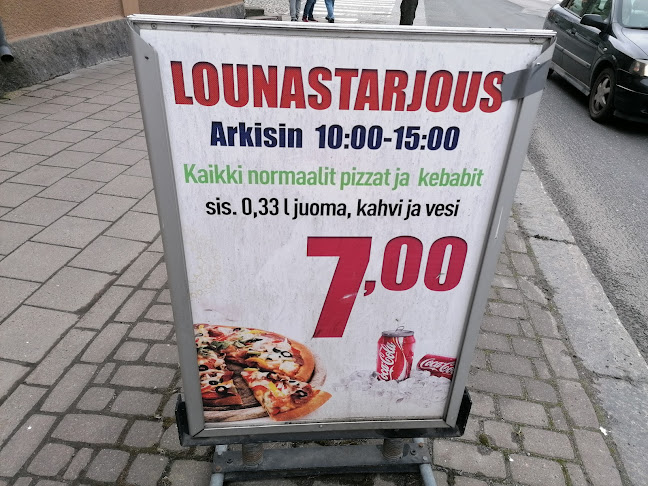 LOUNASTARJOUS
Arkisin 10:00-15:00
Kaikki normaalit pizzat ja kebabit
sis. 0,33 l juoma, kahvi ja vesi
7,00
Coca-Cola
Coca-Cola